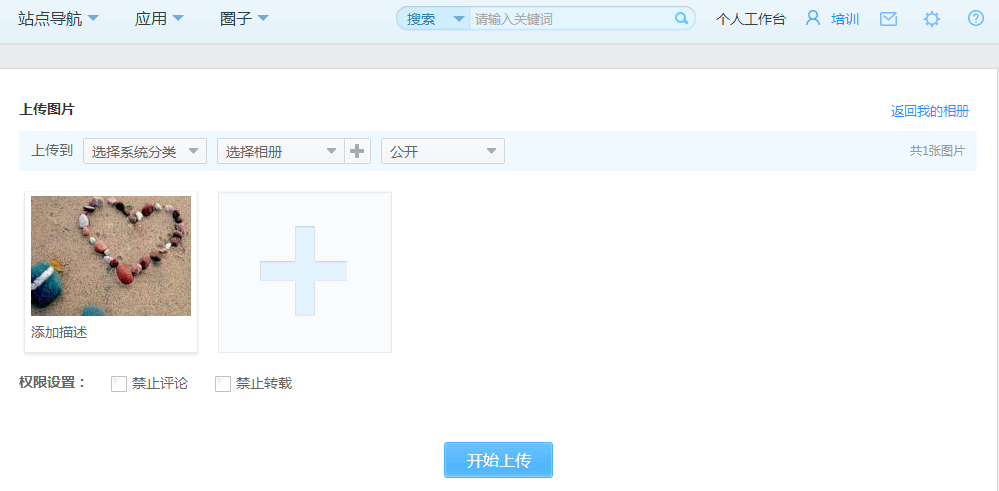 站点导航 应用 圈子 搜索 请输入关键词 个人工作台 培训
上传图片 返回我的相册
上传到 选择系统分类 选择相册 公开 共1张图片
添加描述
权限设置： 禁止评论 禁止转载
开始上传